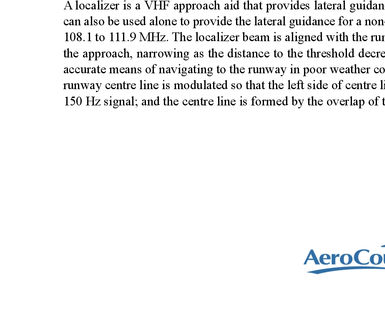 A localizer is a VHF approach aid that provides lateral guidan
can also be used alone to provide the lateral guidance for a non
108.1 to 111.9 MHz. The localizer beam is aligned with the run
the approach, narrowing as the distance to the threshold decre
accurate means of navigating to the runway in poor weather co
runway centre line is modulated so that the left side of centre li
150 Hz signal; and the centre line is formed by the overlap of t
AeroCou